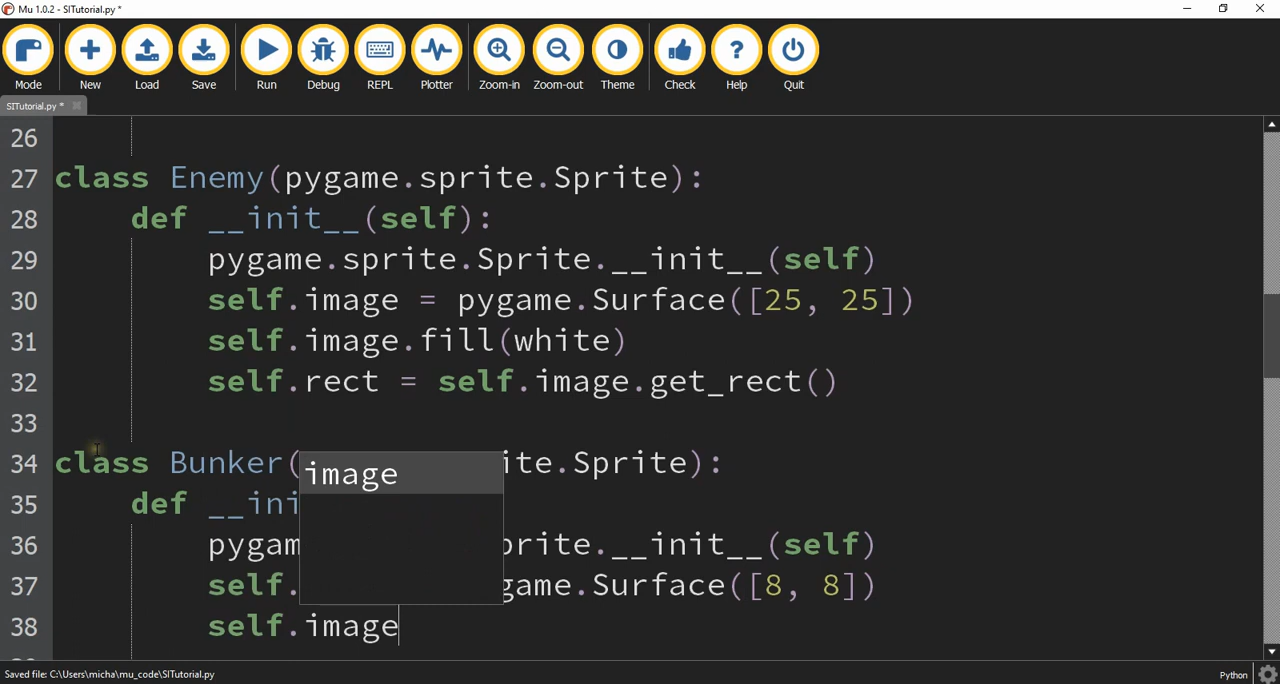 Mu 1.0.2 - SITutorial.py *
Mode New Load Save Run Debug REPL Plotter Zoom-in Zoom-out Theme Check Help Quit
SITutorial.py *
26
27 class Enemy(pygame.sprite.Sprite):
28 def __init__(self):
29 pygame.sprite.Sprite.__init__(self)
30 self.image = pygame.Surface([25, 25])
31 self.image.fill(white)
32 self.rect = self.image.get_rect()
33
34 class Bunker( image ite.Sprite):
35 def __ini
36 pygam prite.__init__(self)
37 self. game.Surface([8, 8])
38 self.image
Saved file: C:\Users\micha\mu_code\SITutorial.py Python